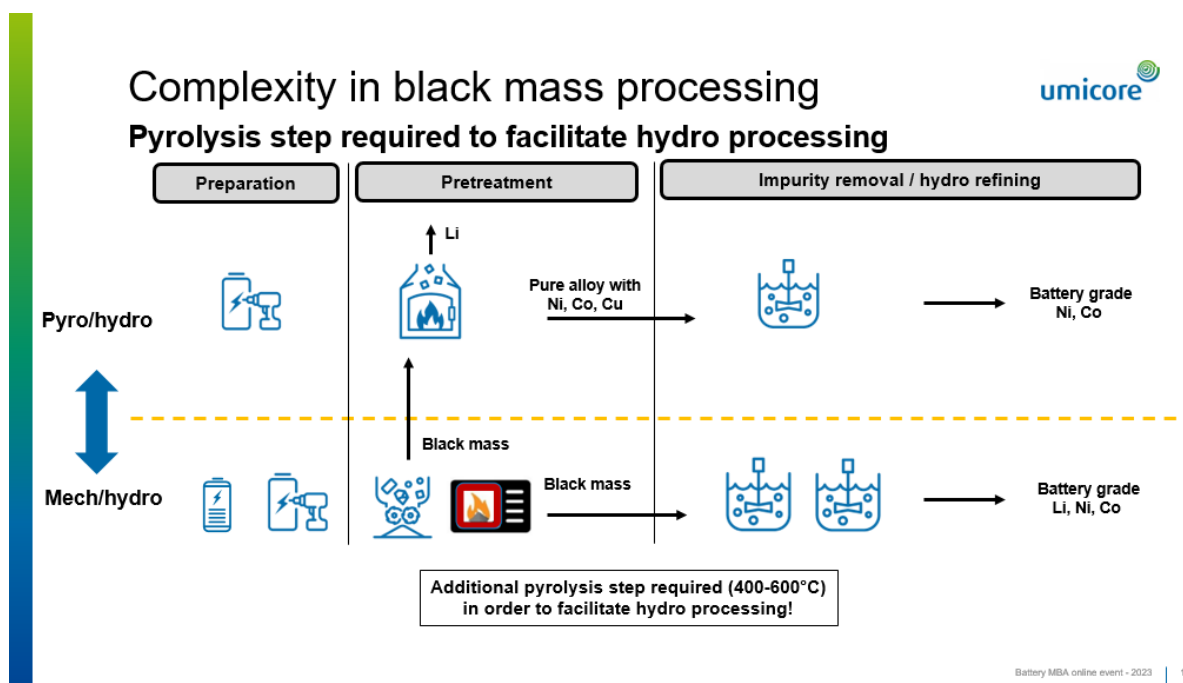 Complexity in black mass processing
umicore
Pyrolysis step required to facilitate hydro processing
Preparation
Pretreatment
Impurity removal / hydro refining
Li
Pure alloy with
Ni, Co, Cu
Battery grade
Ni, Co
Pyro/hydro
Black mass
Mech/hydro
Black mass
Battery grade
Li, Ni, Co
Additional pyrolysis step required (400-600°C)
in order to facilitate hydro processing!
Battery MBA online event - 2023